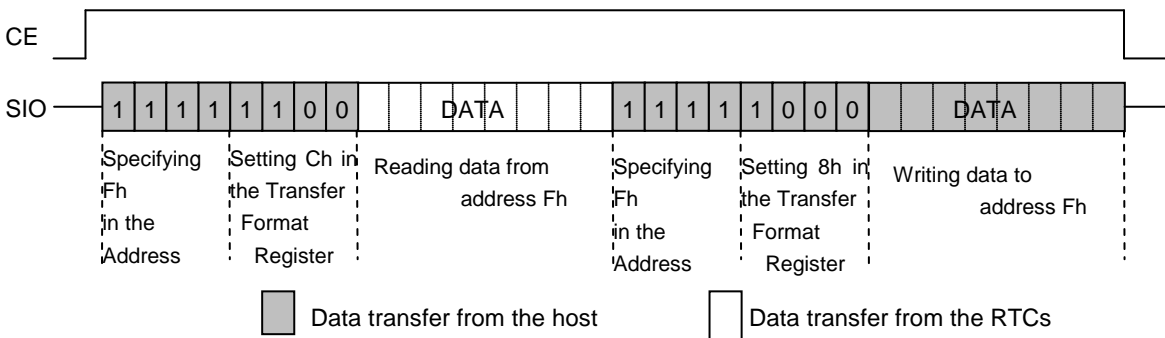 CE
SIO 1 1 1 1 1 1 0 0 DATA 1 1 1 1 1 0 0 0 DATA
Specifying Setting Ch in Reading data from Specifying Setting 8h in Writing data to
Fh the Transfer address Fh Fh the Transfer address Fh
in the Format in the Format
Address Register Address Register
Data transfer from the host Data transfer from the RTCs